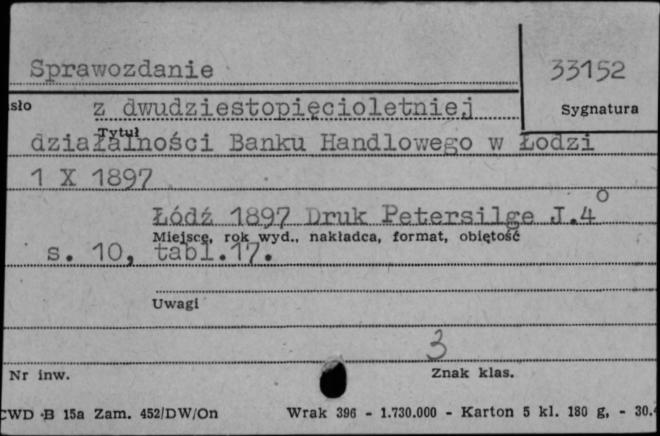 Sprawozdanie
33152
sło
z dwudziestopięcioletniej
Sygnatura
Tytuł
działalności Banku Handlowego w Łodzi
1 X 1897
Łódź 1897 Druk Petersilge J.4°
Miejsce, rok wyd., nakładca, format, obiętość
s. 10, tabl.17.
Uwagi
3
Nr inw.
Znak klas.
CWD -B 15a Zam. 452/DW/On Wrak 396 - 1.730.000 - Karton 5 kl. 180 g, - 30.4